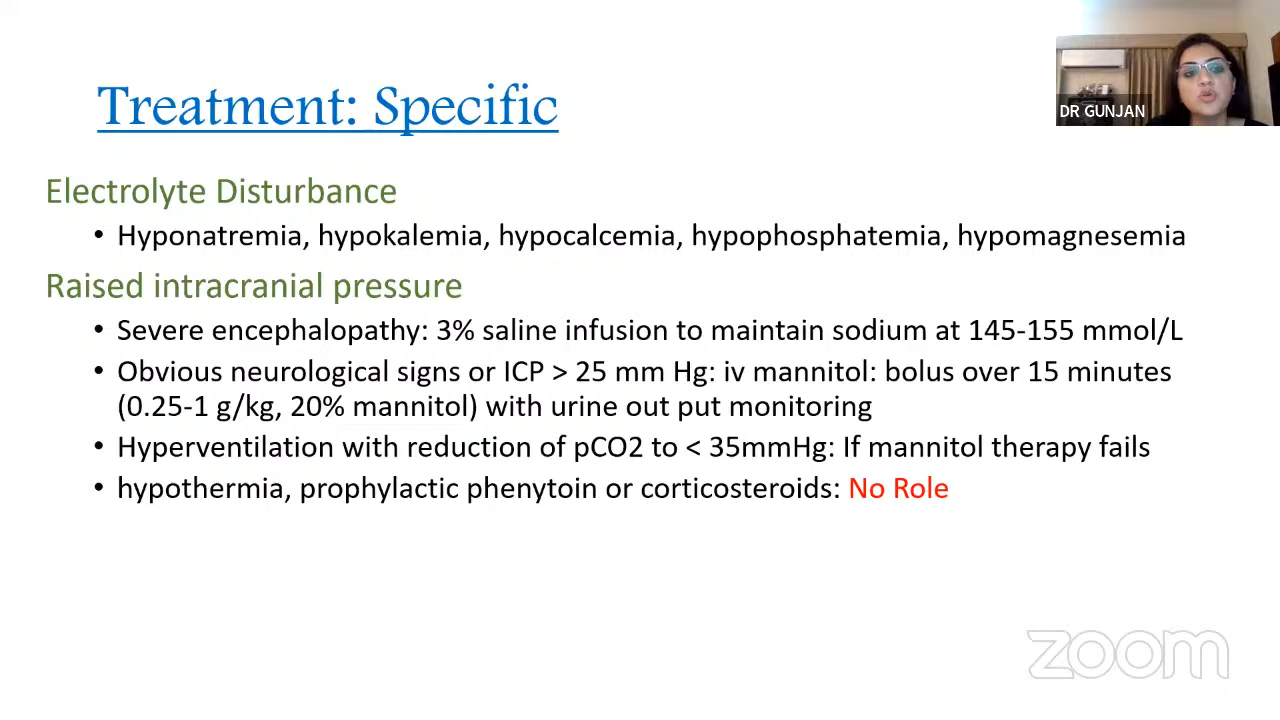 Treatment: Specific
DR GUNJAN
Electrolyte Disturbance
• Hyponatremia, hypokalemia, hypocalcemia, hypophosphatemia, hypomagnesemia
Raised intracranial pressure
• Severe encephalopathy: 3% saline infusion to maintain sodium at 145-155 mmol/L
• Obvious neurological signs or ICP > 25 mm Hg: iv mannitol: bolus over 15 minutes
(0.25-1 g/kg, 20% mannitol) with urine out put monitoring
• Hyperventilation with reduction of pCO2 to < 35mmHg: If mannitol therapy fails
• hypothermia, prophylactic phenytoin or corticosteroids: No Role
zoom